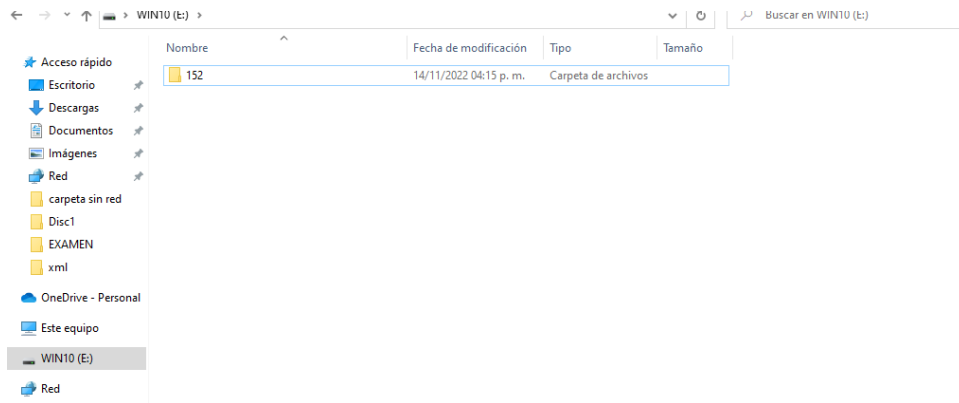 WIN10 (E:)
Buscar en WIN10 (E:)
Nombre Fecha de modificación Tipo Tamaño
152 14/11/2022 04:15 p. m. Carpeta de archivos
Acceso rápido
Escritorio
Descargas
Documentos
Imágenes
Red
carpeta sin red
Disc1
EXAMEN
xml
OneDrive - Personal
Este equipo
WIN10 (E:)
Red